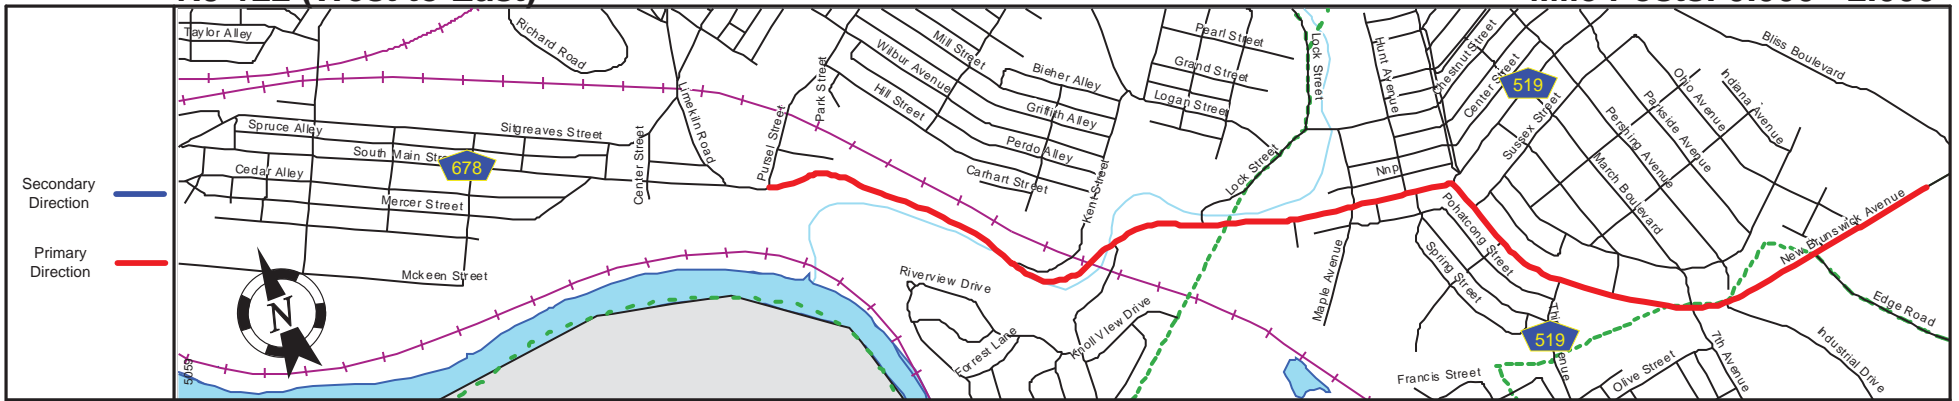 Secondary
Direction
Primary
Direction
Taylor Alley
Richard Road
Spruce Alley
Sitgreaves Street
South Main
678
Cedar Alley
Mercer Street
Mckeen Street
Center Street
Limekiln Road
Pursel Street
Park Street
Mill Street
Wilbur Avenue
Hill Street
Bieher Alley
Griffith Alley
Perdo Alley
Carhart Street
Kent Street
Pearl Street
Grand Street
Logan Street
Lock Street
Lock Street
Hunt Avenue
Chestnut Street
Center Street
519
Sussex Street
Nnp
Maple Avenue
Pohatcong Street
Spring Street
Pershing Avenue
Parkside Avenue
Ohio Avenue
Indiana Avenue
March Boulevard
Bliss Boulevard
New Brunswick Avenue
Edge Road
Industrial Drive
7th Avenue
Olive Street
Francis Street
519
Riverview Drive
Forrest Lane
Knoll View Drive
N
5059